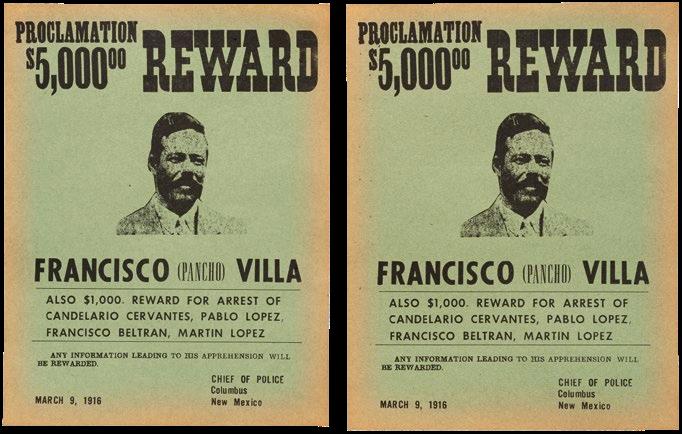 PROCLAMATION
$5,000⁰⁰ REWARD
FRANCISCO (PANCHO) VILLA
ALSO $1,000. REWARD FOR ARREST OF
CANDELARIO CERVANTES, PABLO LOPEZ,
FRANCISCO BELTRAN, MARTIN LOPEZ
ANY INFORMATION LEADING TO HIS APPREHENSION WILL
BE REWARDED.
CHIEF OF POLICE
Columbus
New Mexico
MARCH 9, 1916
PROCLAMATION
$5,000⁰⁰ REWARD
FRANCISCO (PANCHO) VILLA
ALSO $1,000. REWARD FOR ARREST OF
CANDELARIO CERVANTES, PABLO LOPEZ,
FRANCISCO BELTRAN, MARTIN LOPEZ
ANY INFORMATION LEADING TO HIS APPREHENSION WILL
BE REWARDED.
CHIEF OF POLICE
Columbus
New Mexico
MARCH 9, 1916